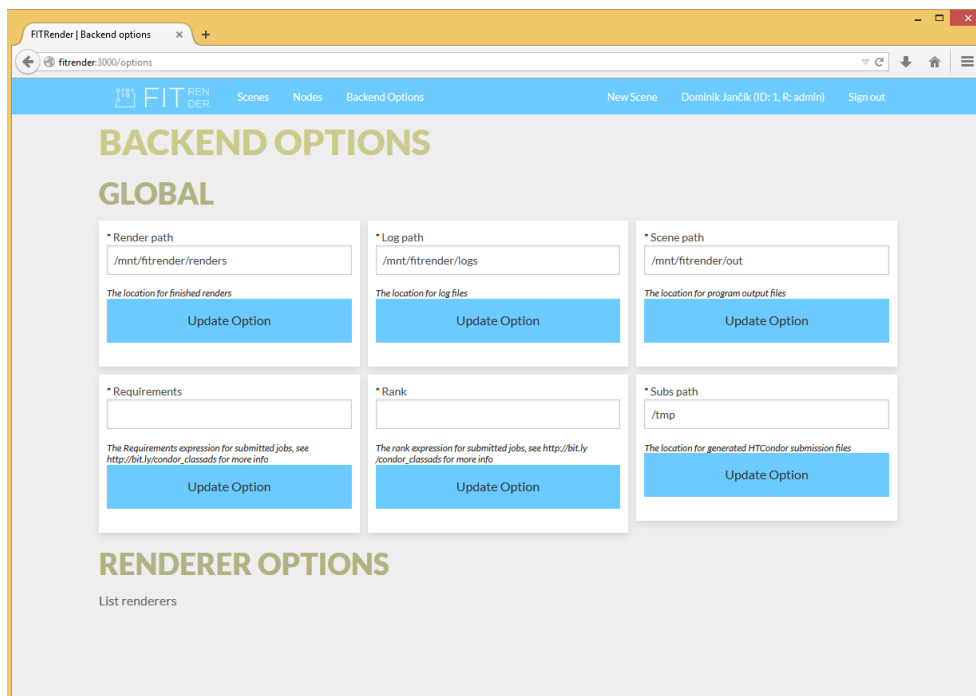 FITRender | Backend options
fitrender:3000/options
FIT REN DER Scenes Nodes Backend Options New Scene Dominik Jančík (ID: 1, R: admin) Sign out
BACKEND OPTIONS
GLOBAL
* Render path
/mnt/fitrender/renders
The location for finished renders
Update Option
* Log path
/mnt/fitrender/logs
The location for log files
Update Option
* Scene path
/mnt/fitrender/out
The location for program output files
Update Option
* Requirements
The Requirements expression for submitted jobs, see
http://bit.ly/condor_classads for more info
Update Option
* Rank
The rank expression for submitted jobs, see http://bit.ly
/condor_classads for more info
Update Option
* Subs path
/tmp
The location for generated HTCondor submission files
Update Option
RENDERER OPTIONS
List renderers